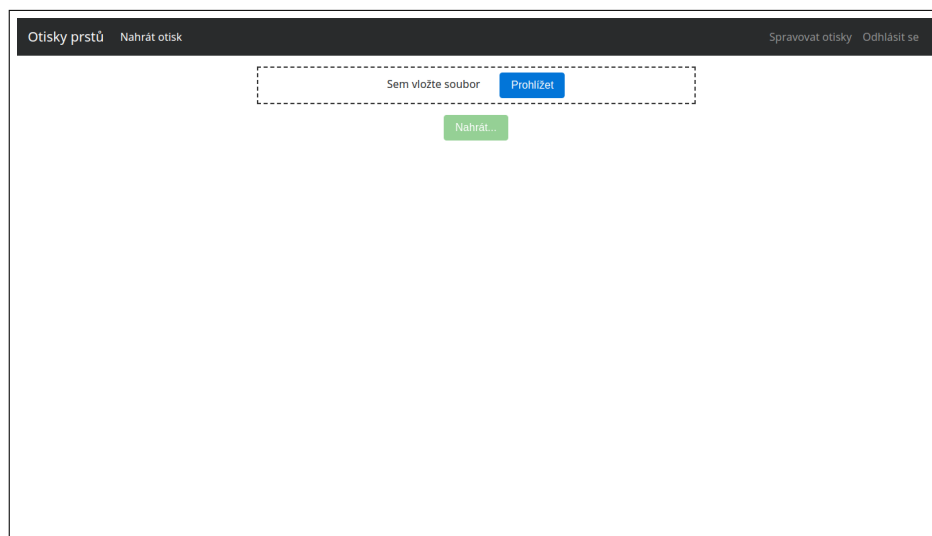 Otisky prstů Nahrát otisk Spravovat otisky Odhlásit se
Sem vložte soubor Prohlížet
Nahrát...